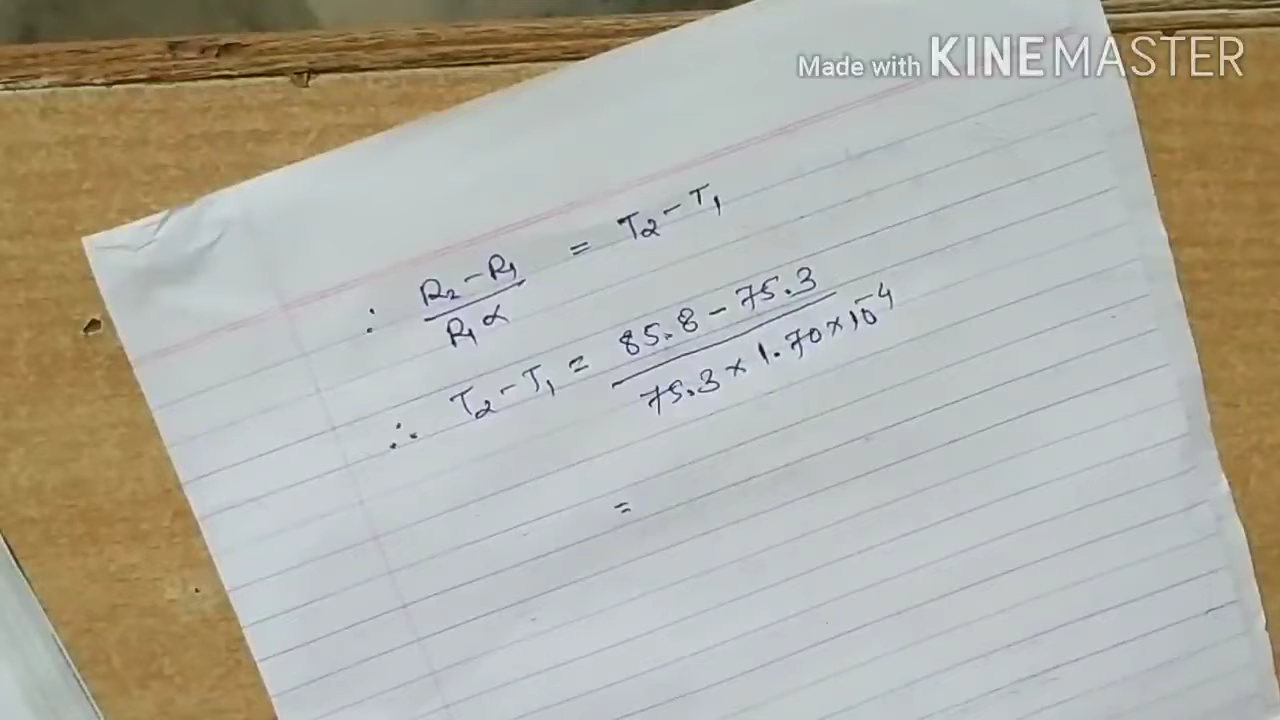 Made with KINEMASTER
∴ R₂ - R₁ / R₁ α = T₂ - T₁
∴ T₂ - T₁ = 85.8 - 75.3 / 75.3 × 1.70 × 10⁻⁴
=